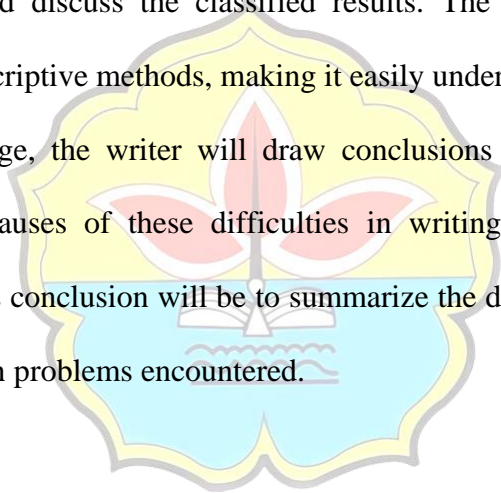 d discuss the classified results. The
criptive methods, making it easily under
ge, the writer will draw conclusions
auses of these difficulties in writing
s conclusion will be to summarize the d
n problems encountered.